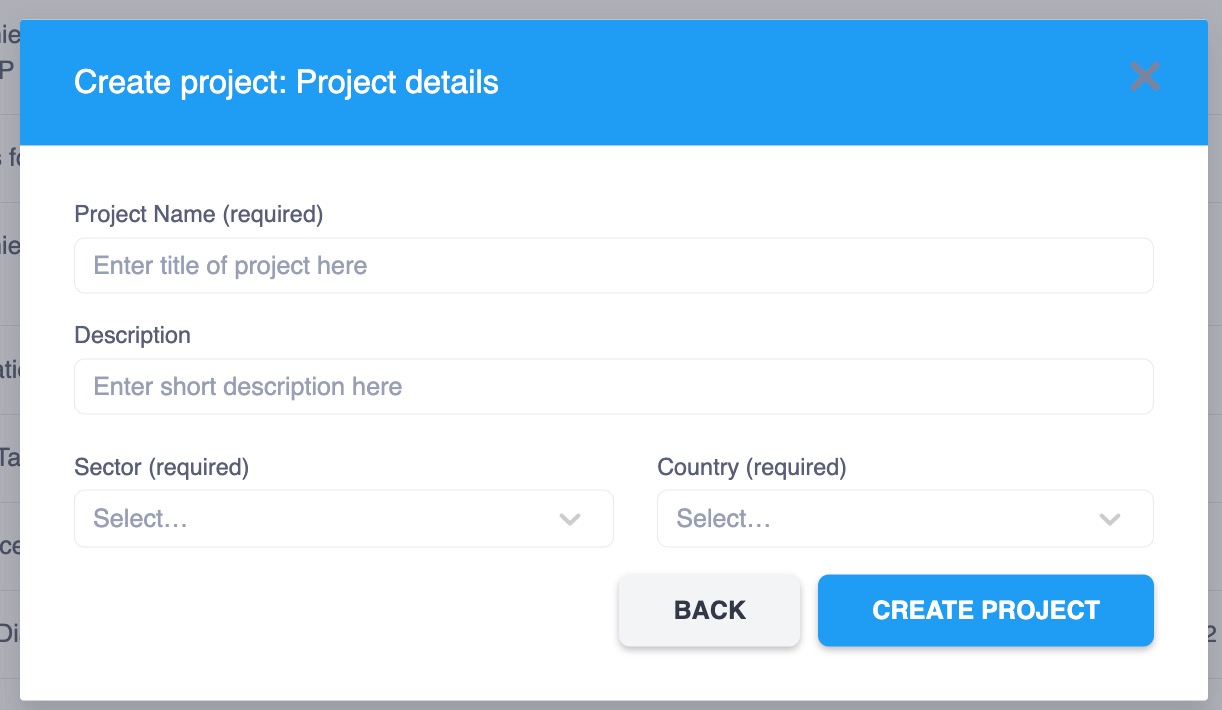 Create project: Project details
Project Name (required)
Enter title of project here
Description
Enter short description here
Sector (required) Country (required)
Select... Select...
BACK CREATE PROJECT